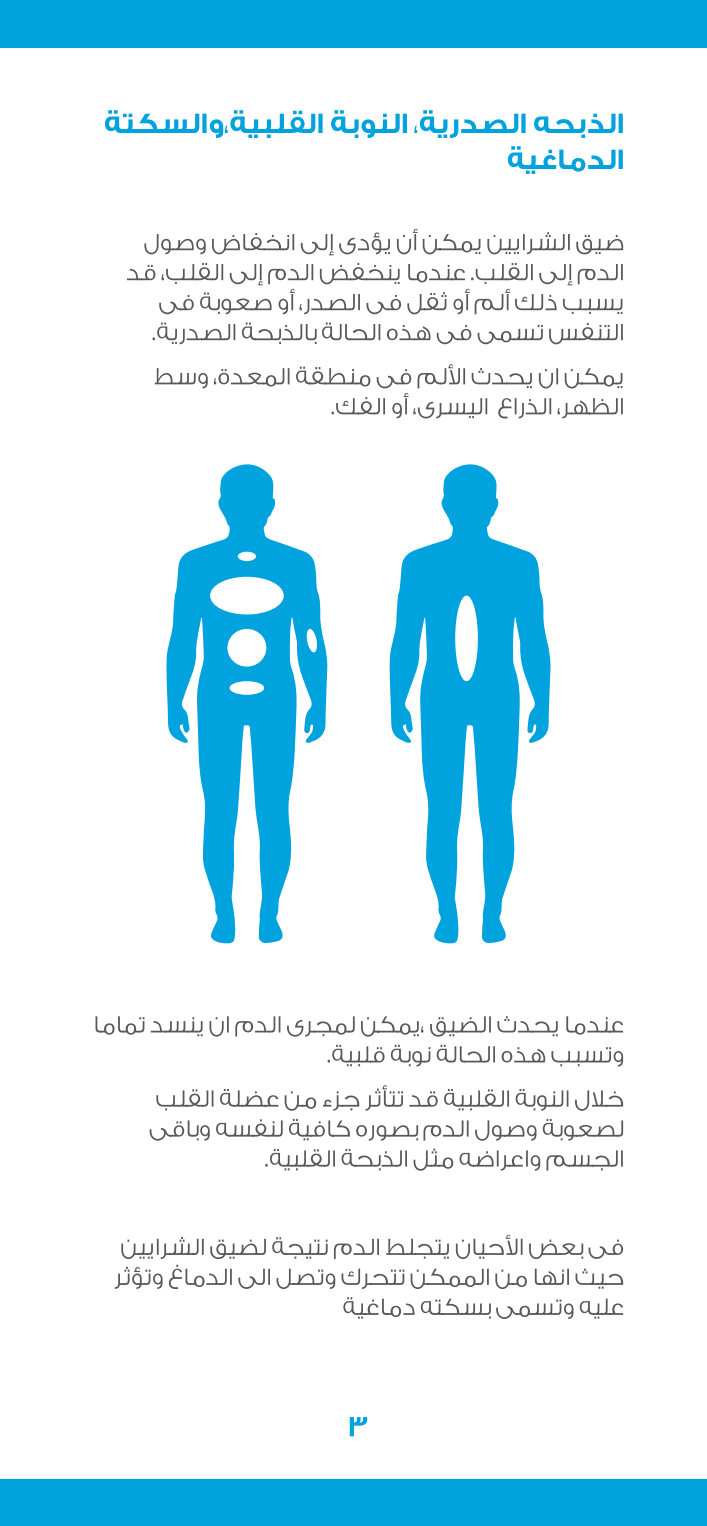 الذبحه الصدرية، النوبة القلبية،والسكتة
الدماغية
ضيق الشرايين يمكن أن يؤدى إلى انخفاض وصول
الدم إلى القلب. عندما ينخفض الدم إلى القلب، قد
يسبب ذلك ألم أو ثقل فى الصدر، أو صعوبة فى
التنفس تسمى فى هذه الحالة بالذبحة الصدرية.
يمكن ان يحدث الألم فى منطقة المعدة، وسط
الظهر، الذراع اليسرى، أو الفك.
عندما يحدث الضيق ،يمكن لمجرى الدم ان ينسد تماما
وتسبب هذه الحالة نوبة قلبية.
خلال النوبة القلبية قد تتأثر جزء من عضلة القلب
لصعوبة وصول الدم بصوره كافية لنفسه وباقى
الجسم واعراضه مثل الذبحة القلبية.
فى بعض الأحيان يتجلط الدم نتيجة لضيق الشرايين
حيث انها من الممكن تتحرك وتصل الى الدماغ وتؤثر
عليه وتسمى بسكته دماغية
٣